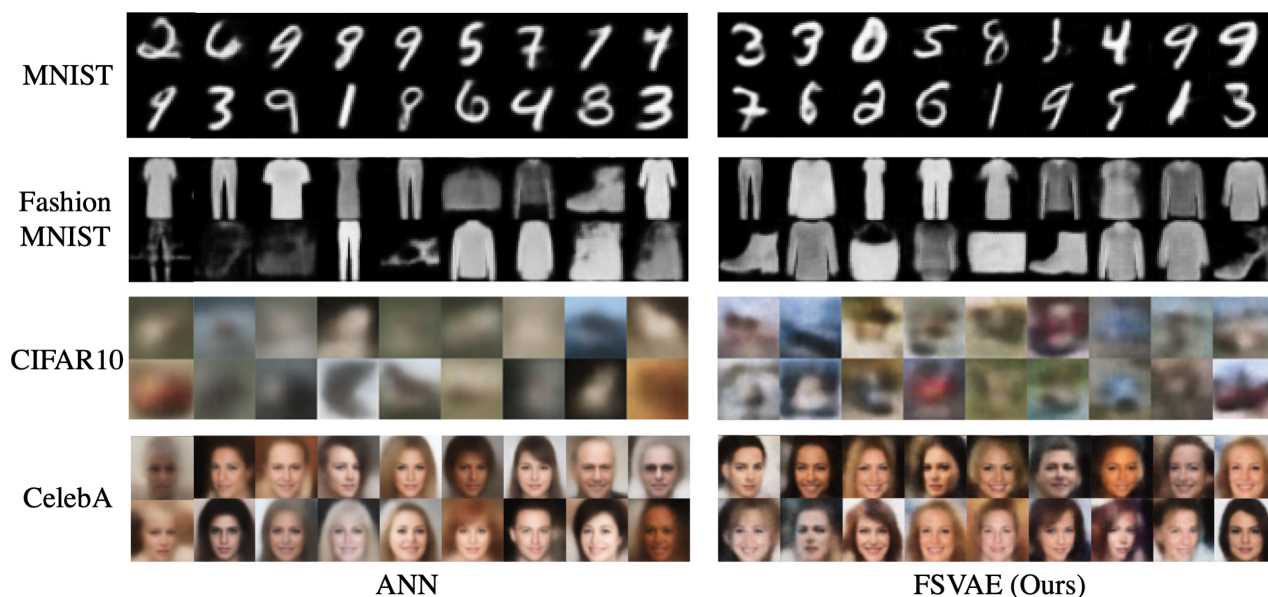 MNIST
Fashion
MNIST
CIFAR10
CelebA
ANN
FSVAE (Ours)